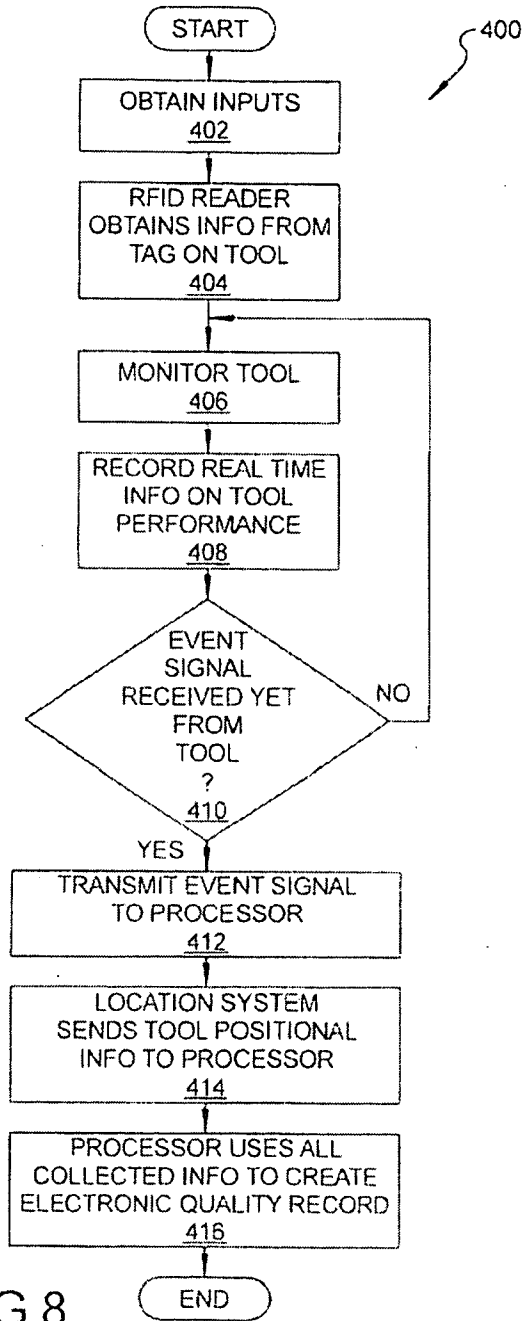 START
400
OBTAIN INPUTS
402
RFID READER
OBTAINS INFO FROM
TAG ON TOOL
404
MONITOR TOOL
406
RECORD REAL TIME
INFO ON TOOL
PERFORMANCE
408
EVENT
SIGNAL
RECEIVED YET
FROM
TOOL
?
410
NO
YES
TRANSMIT EVENT SIGNAL
TO PROCESSOR
412
LOCATION SYSTEM
SENDS TOOL POSITIONAL
INFO TO PROCESSOR
414
PROCESSOR USES ALL
COLLECTED INFO TO CREATE
ELECTRONIC QUALITY RECORD
416
END
G 8